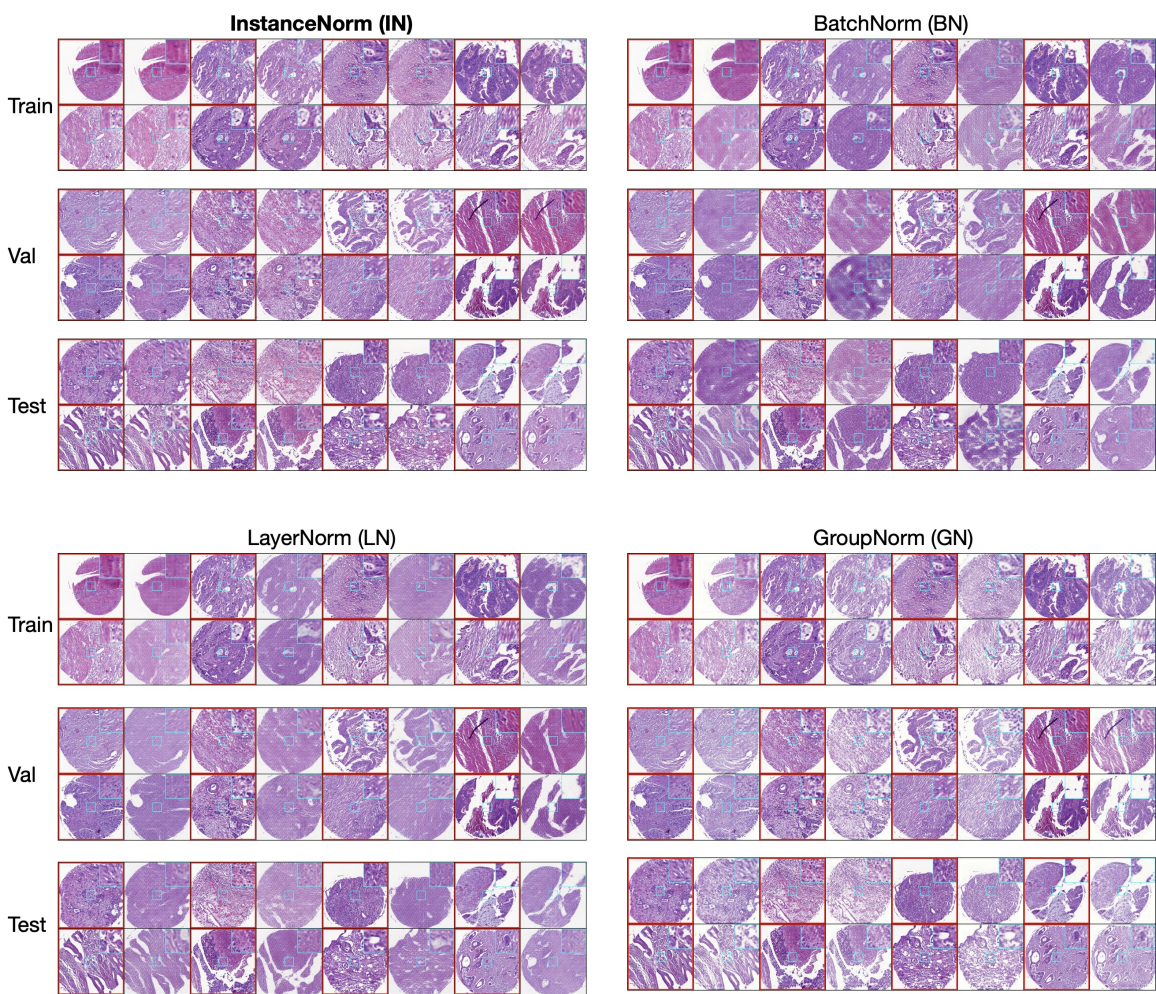 InstanceNorm (IN)
BatchNorm (BN)
Train
Val
Test
LayerNorm (LN)
GroupNorm (GN)
Train
Val
Test